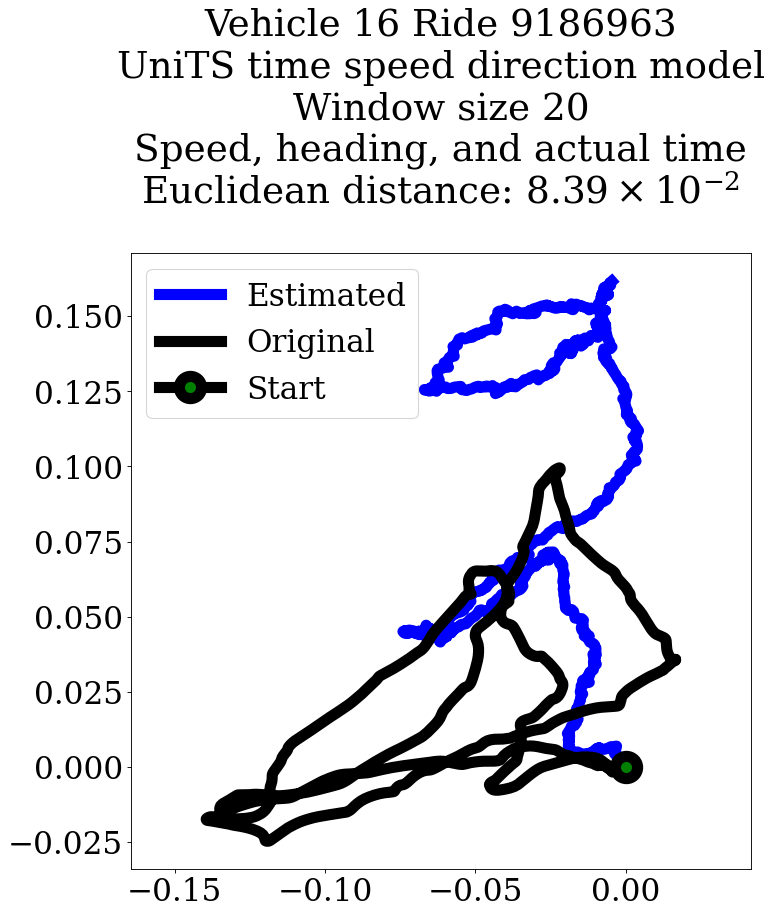 Vehicle 16 Ride 9186963
UniTS time speed direction model
Window size 20
Speed, heading, and actual time
Euclidean distance: 8.39 × 10⁻²
Estimated
Original
Start
0.150
0.125
0.100
0.075
0.050
0.025
0.000
−0.025
−0.15 −0.10 −0.05 0.00